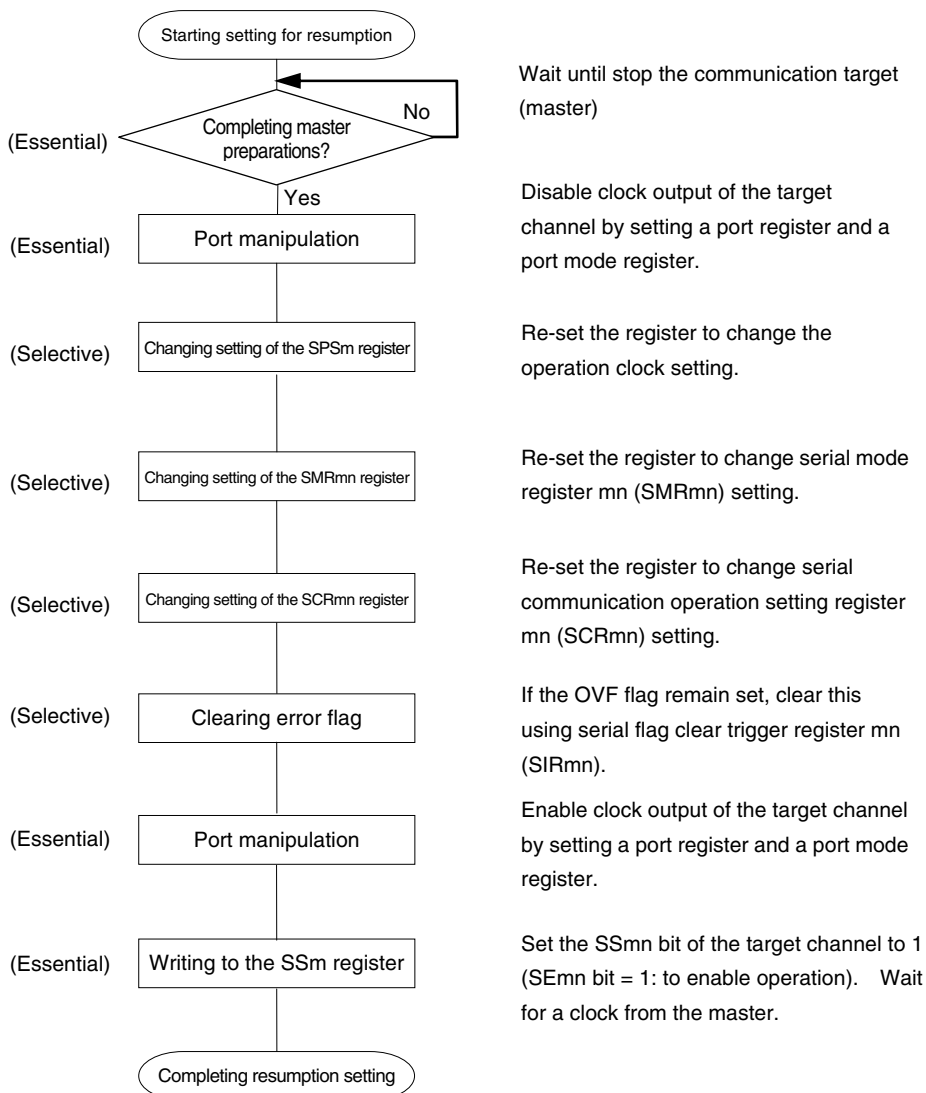 Starting setting for resumption
Wait until stop the communication target
(master)
No
(Essential)
Completing master
preparations?
Yes
Disable clock output of the target
channel by setting a port register and a
port mode register.
(Essential)
Port manipulation
(Selective)
Changing setting of the SPSm register
Re-set the register to change the
operation clock setting.
(Selective)
Changing setting of the SMRmn register
Re-set the register to change serial mode
register mn (SMRmn) setting.
(Selective)
Changing setting of the SCRmn register
Re-set the register to change serial
communication operation setting register
mn (SCRmn) setting.
(Selective)
Clearing error flag
If the OVF flag remain set, clear this
using serial flag clear trigger register mn
(SIRmn).
(Essential)
Port manipulation
Enable clock output of the target channel
by setting a port register and a port mode
register.
(Essential)
Writing to the SSm register
Set the SSmn bit of the target channel to 1
(SEmn bit = 1: to enable operation). Wait
for a clock from the master.
Completing resumption setting